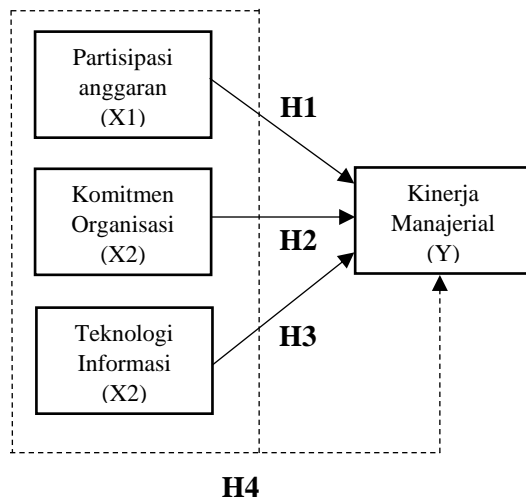 Partisipasi
anggaran
(X1)
H1
Komitmen
Organisasi
(X2)
H2
Kinerja
Manajerial
(Y)
Teknologi
Informasi
(X2)
H3
H4